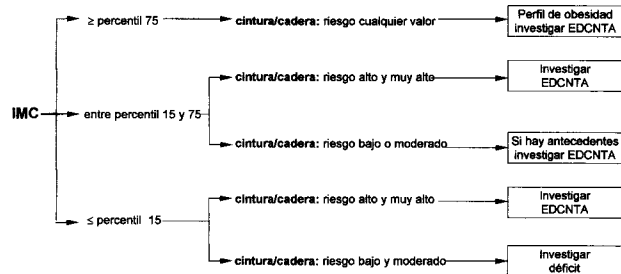 ≥ percentil 75
cintura/cadera: riesgo cualquier valor
Perfil de obesidad
investigar EDCNTA
cintura/cadera: riesgo alto y muy alto
Investigar
EDCNTA
IMC
entre percentil 15 y 75
cintura/cadera: riesgo bajo o moderado
Si hay antecedentes
investigar EDCNTA
cintura/cadera: riesgo alto y muy alto
Investigar
EDCNTA
≤ percentil 15
cintura/cadera: riesgo bajo y moderado
Investigar
déficit